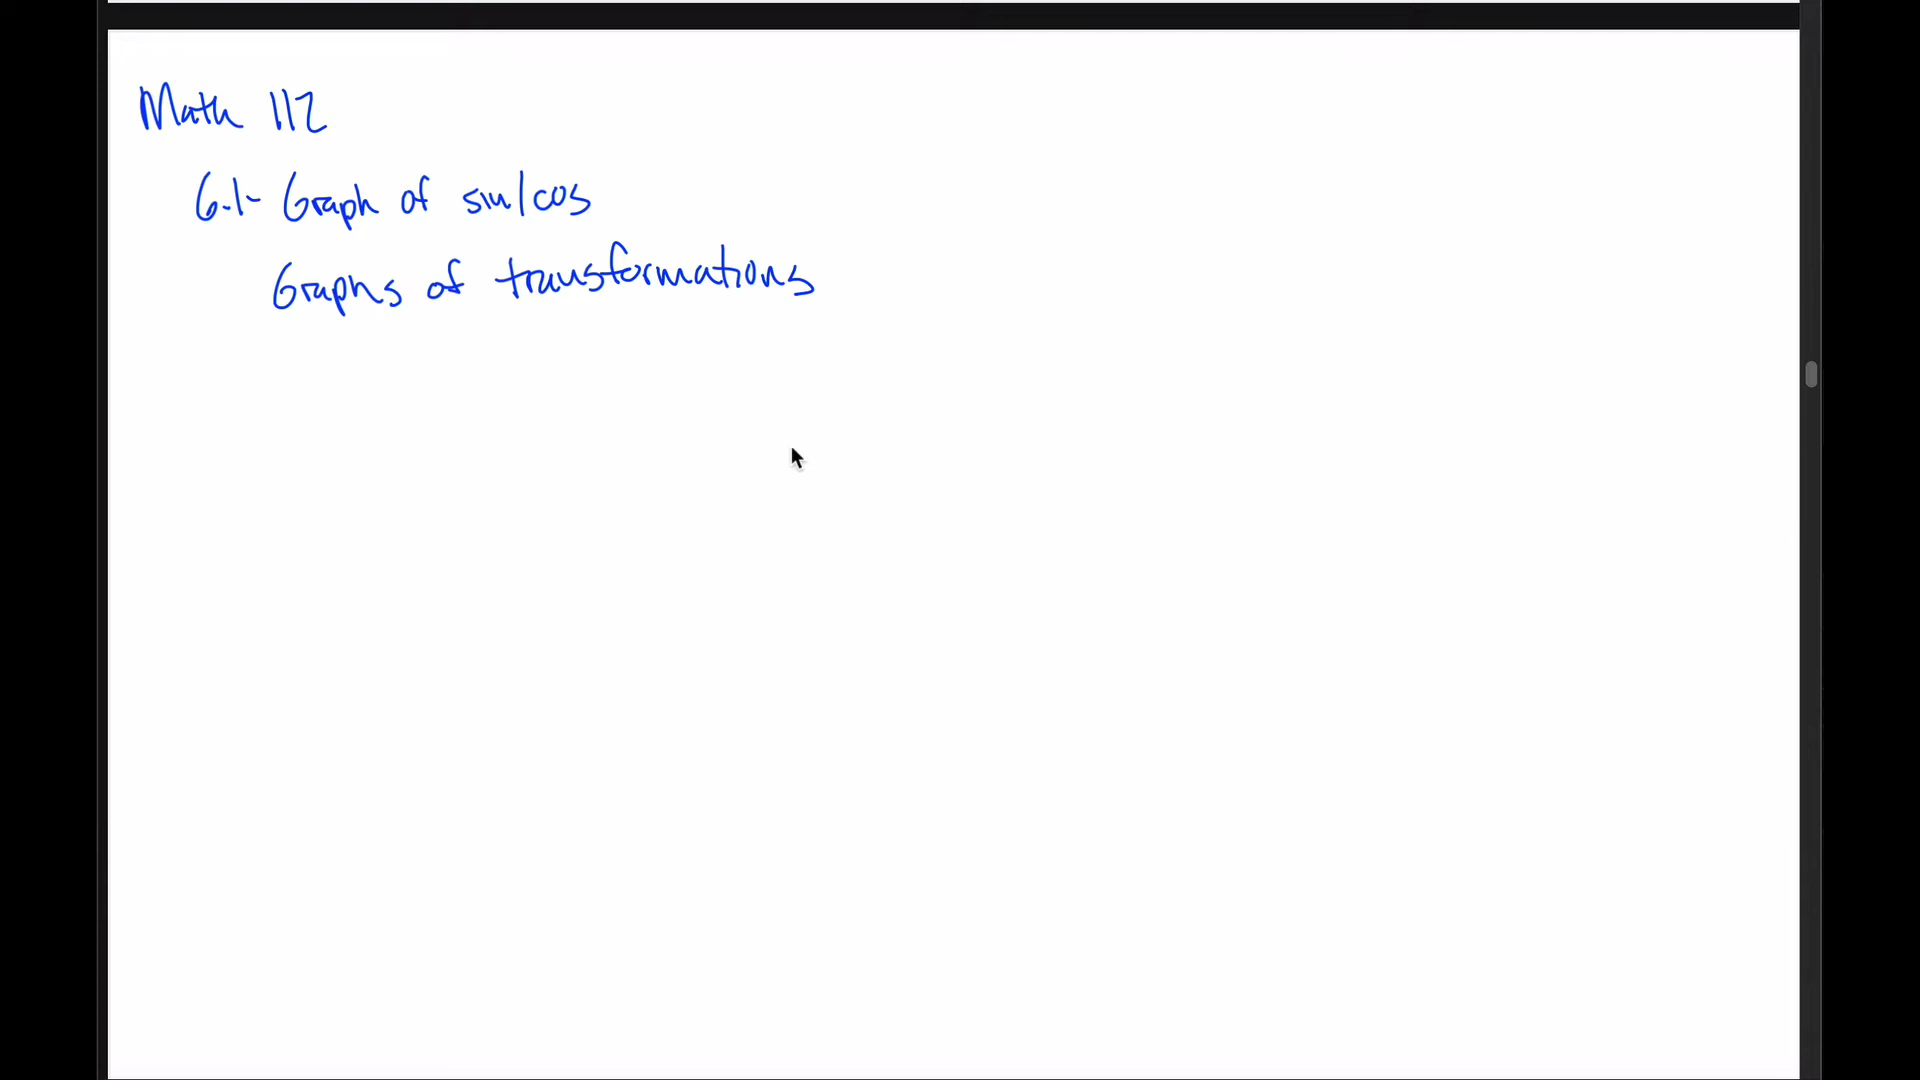 Math 112
6.1- Graph of sin/cos
Graphs of transformations